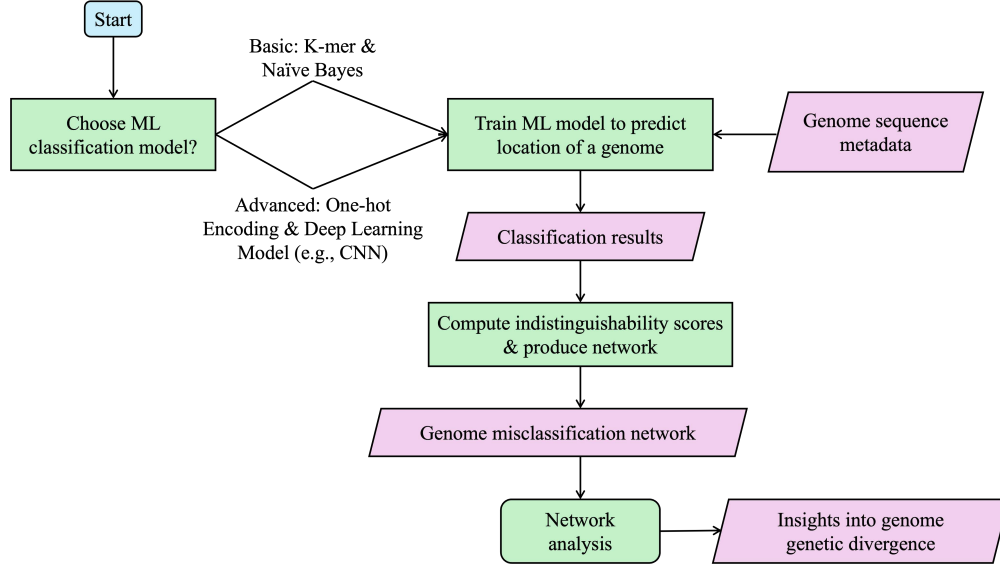 Start
Basic: K-mer &
Naïve Bayes
Choose ML
classification model?
Train ML model to predict
location of a genome
Genome sequence
metadata
Advanced: One-hot
Encoding & Deep Learning
Model (e.g., CNN)
Classification results
Compute indistinguishability scores
& produce network
Genome misclassification network
Network
analysis
Insights into genome
genetic divergence